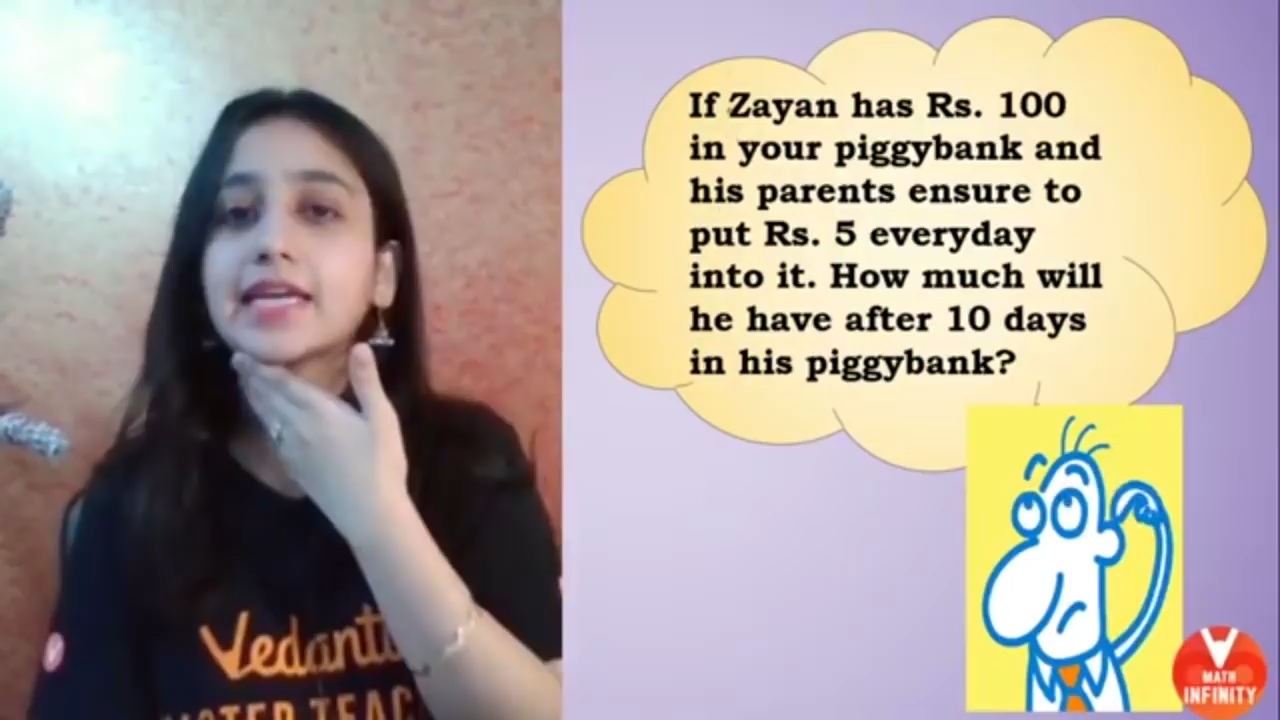 If Zayan has Rs. 100
in your piggybank and
his parents ensure to
put Rs. 5 everyday
into it. How much will
he have after 10 days
in his piggybank?
V
MATH
INFINITY